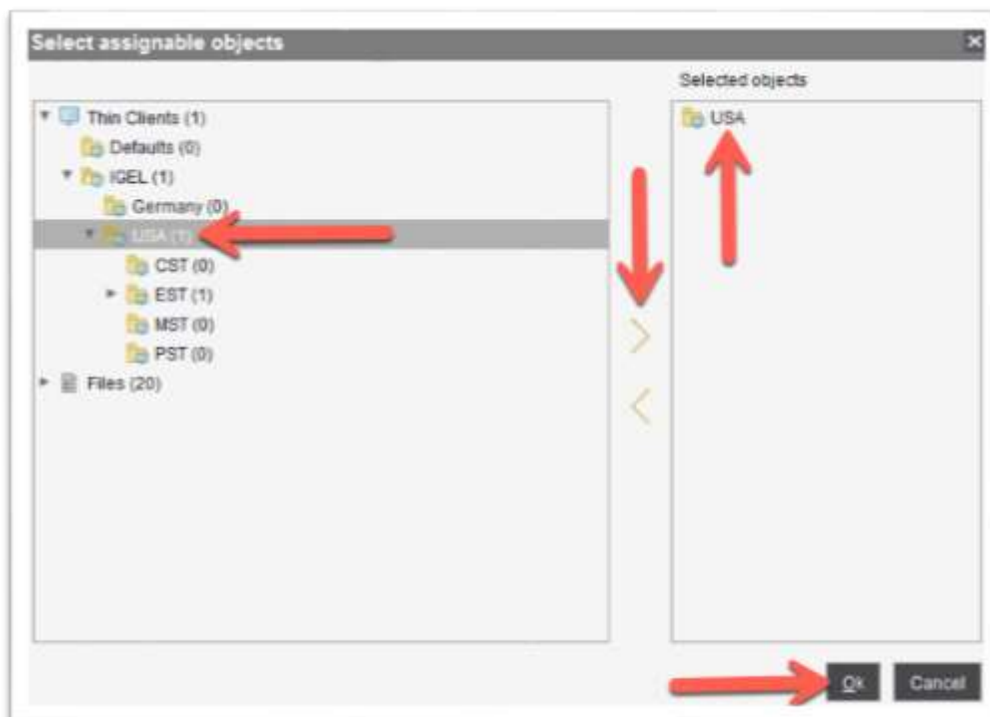 Select assignable objects
Selected objects
Thin Clients (1)
Defaults (0)
IGEL (1)
Germany (0)
USA (1)
CST (0)
EST (1)
MST (0)
PST (0)
Files (20)
USA
Ok
Cancel